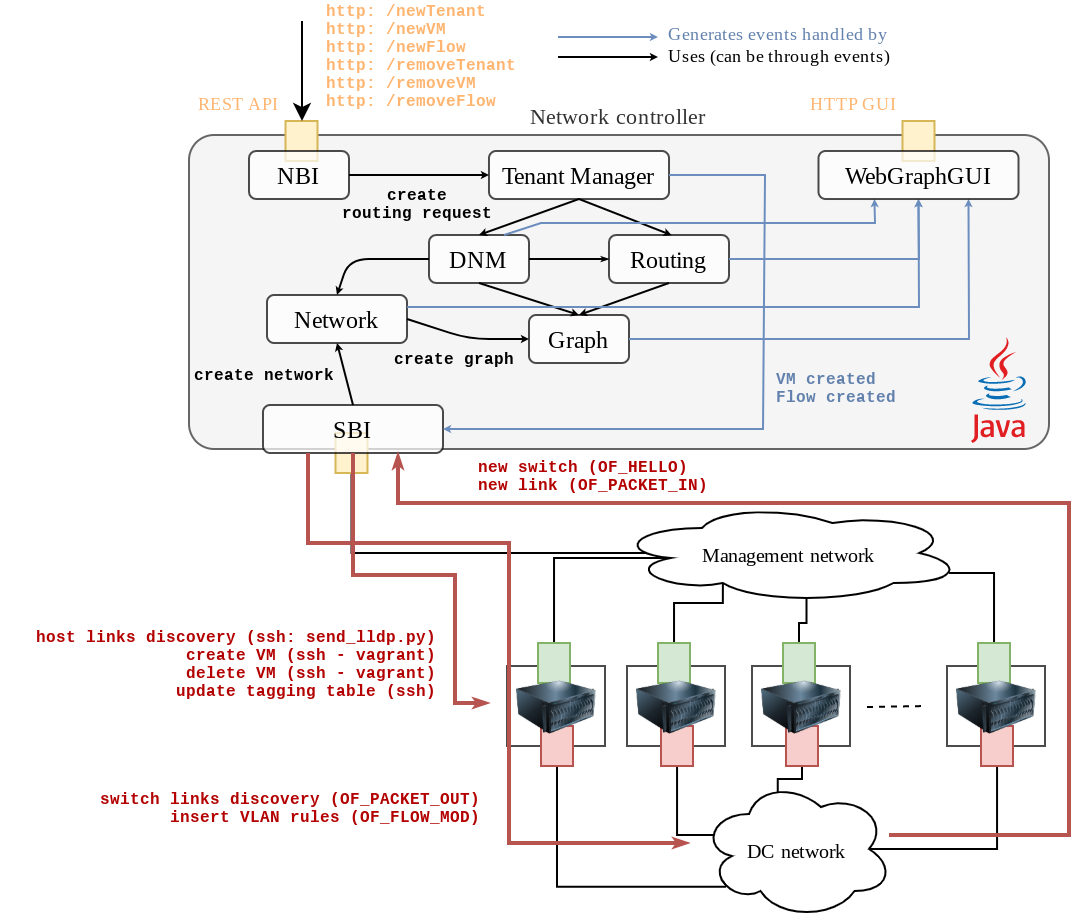 http: /newTenant
http: /newVM
http: /newFlow
http: /removeTenant
http: /removeVM
http: /removeFlow
Generates events handled by
Uses (can be through events)
REST API
HTTP GUI
Network controller
NBI
Tenant Manager
WebGraphGUI
create
routing request
DNM
Routing
Network
Graph
create graph
create network
VM created
Flow created
Java
SBI
new switch (OF_HELLO)
new link (OF_PACKET_IN)
Management network
host links discovery (ssh: send_lldp.py)
create VM (ssh - vagrant)
delete VM (ssh - vagrant)
update tagging table (ssh)
switch links discovery (OF_PACKET_OUT)
insert VLAN rules (OF_FLOW_MOD)
DC network